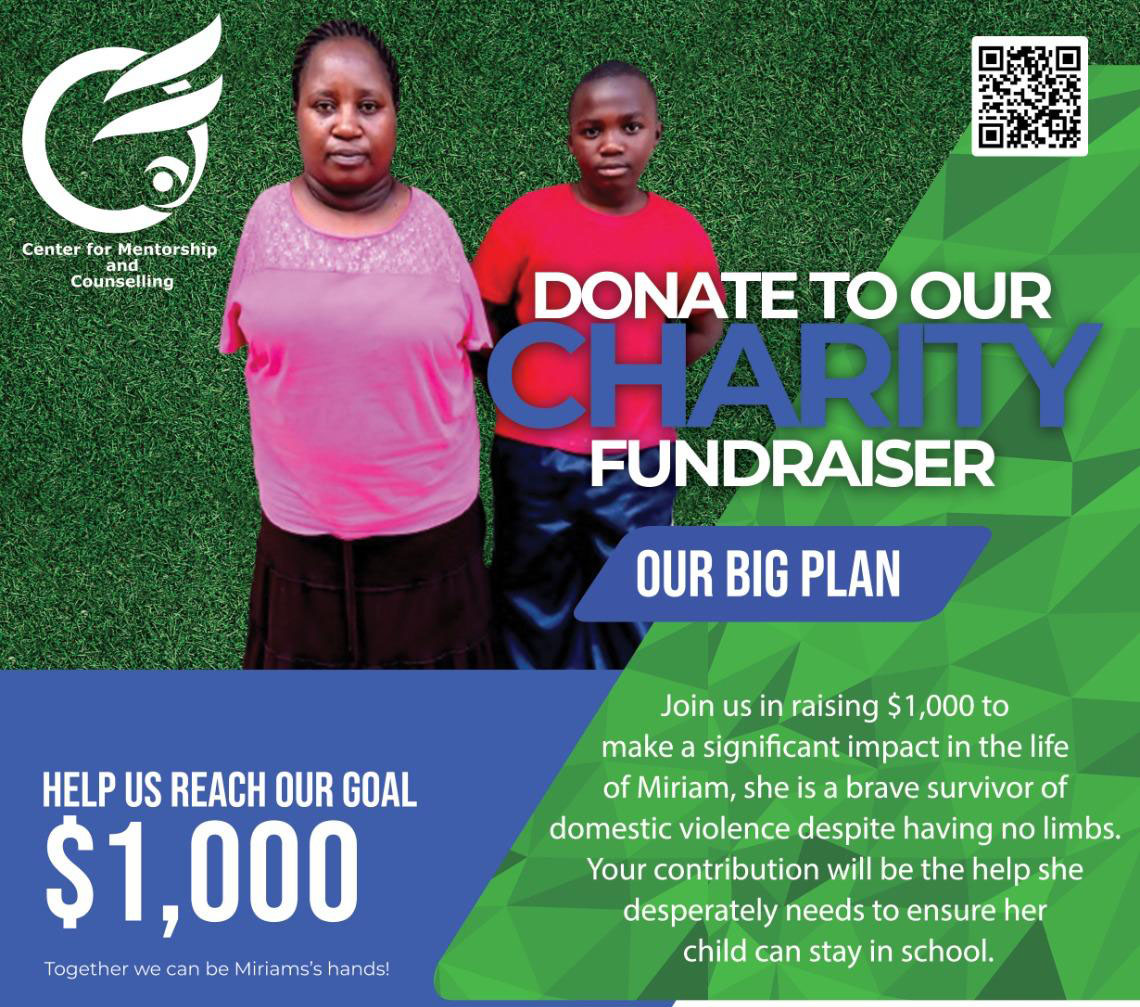 Center for Mentorship
and
Counselling
DONATE TO OUR
CHARITY
FUNDRAISER
OUR BIG PLAN
Join us in raising $1,000 to
make a significant impact in the life
of Miriam, she is a brave survivor of
domestic violence despite having no limbs.
Your contribution will be the help she
desperately needs to ensure her
child can stay in school.
HELP US REACH OUR GOAL
$1,000
Together we can be Miriams's hands!